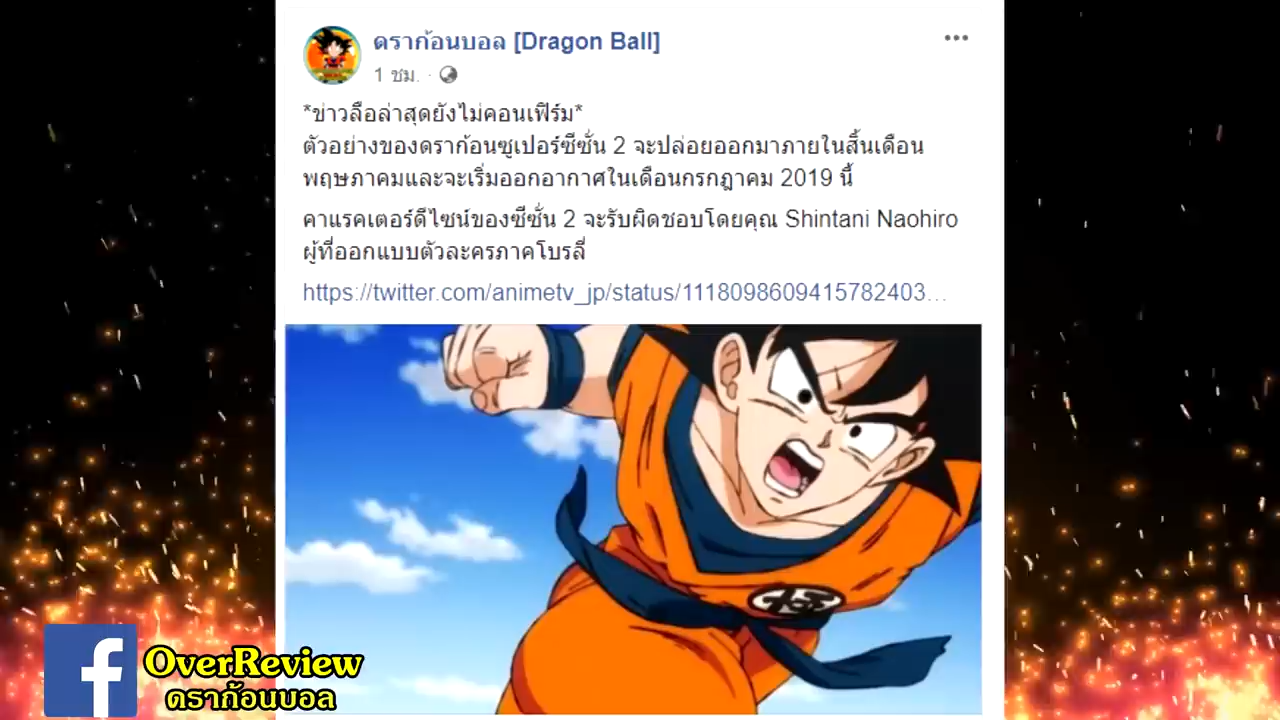 ดราก้อนบอล [Dragon Ball]
1 ชม.
*ข่าวลือล่าสุดยังไม่คอนเฟิร์ม*
ตัวอย่างของดราก้อนซูเปอร์ซีซั่น 2 จะปล่อยออกมาภายในสิ้นเดือน
พฤษภาคมและจะเริ่มออกอากาศในเดือนกรกฎาคม 2019 นี้
คาแรคเตอร์ดีไซน์ของซีซั่น 2 จะรับผิดชอบโดยคุณ Shintani Naohiro
ผู้ที่ออกแบบตัวละครภาคโบรลี่
https://twitter.com/animetv_jp/status/1118098609415782403...
f OverReview
ดราก้อนบอล